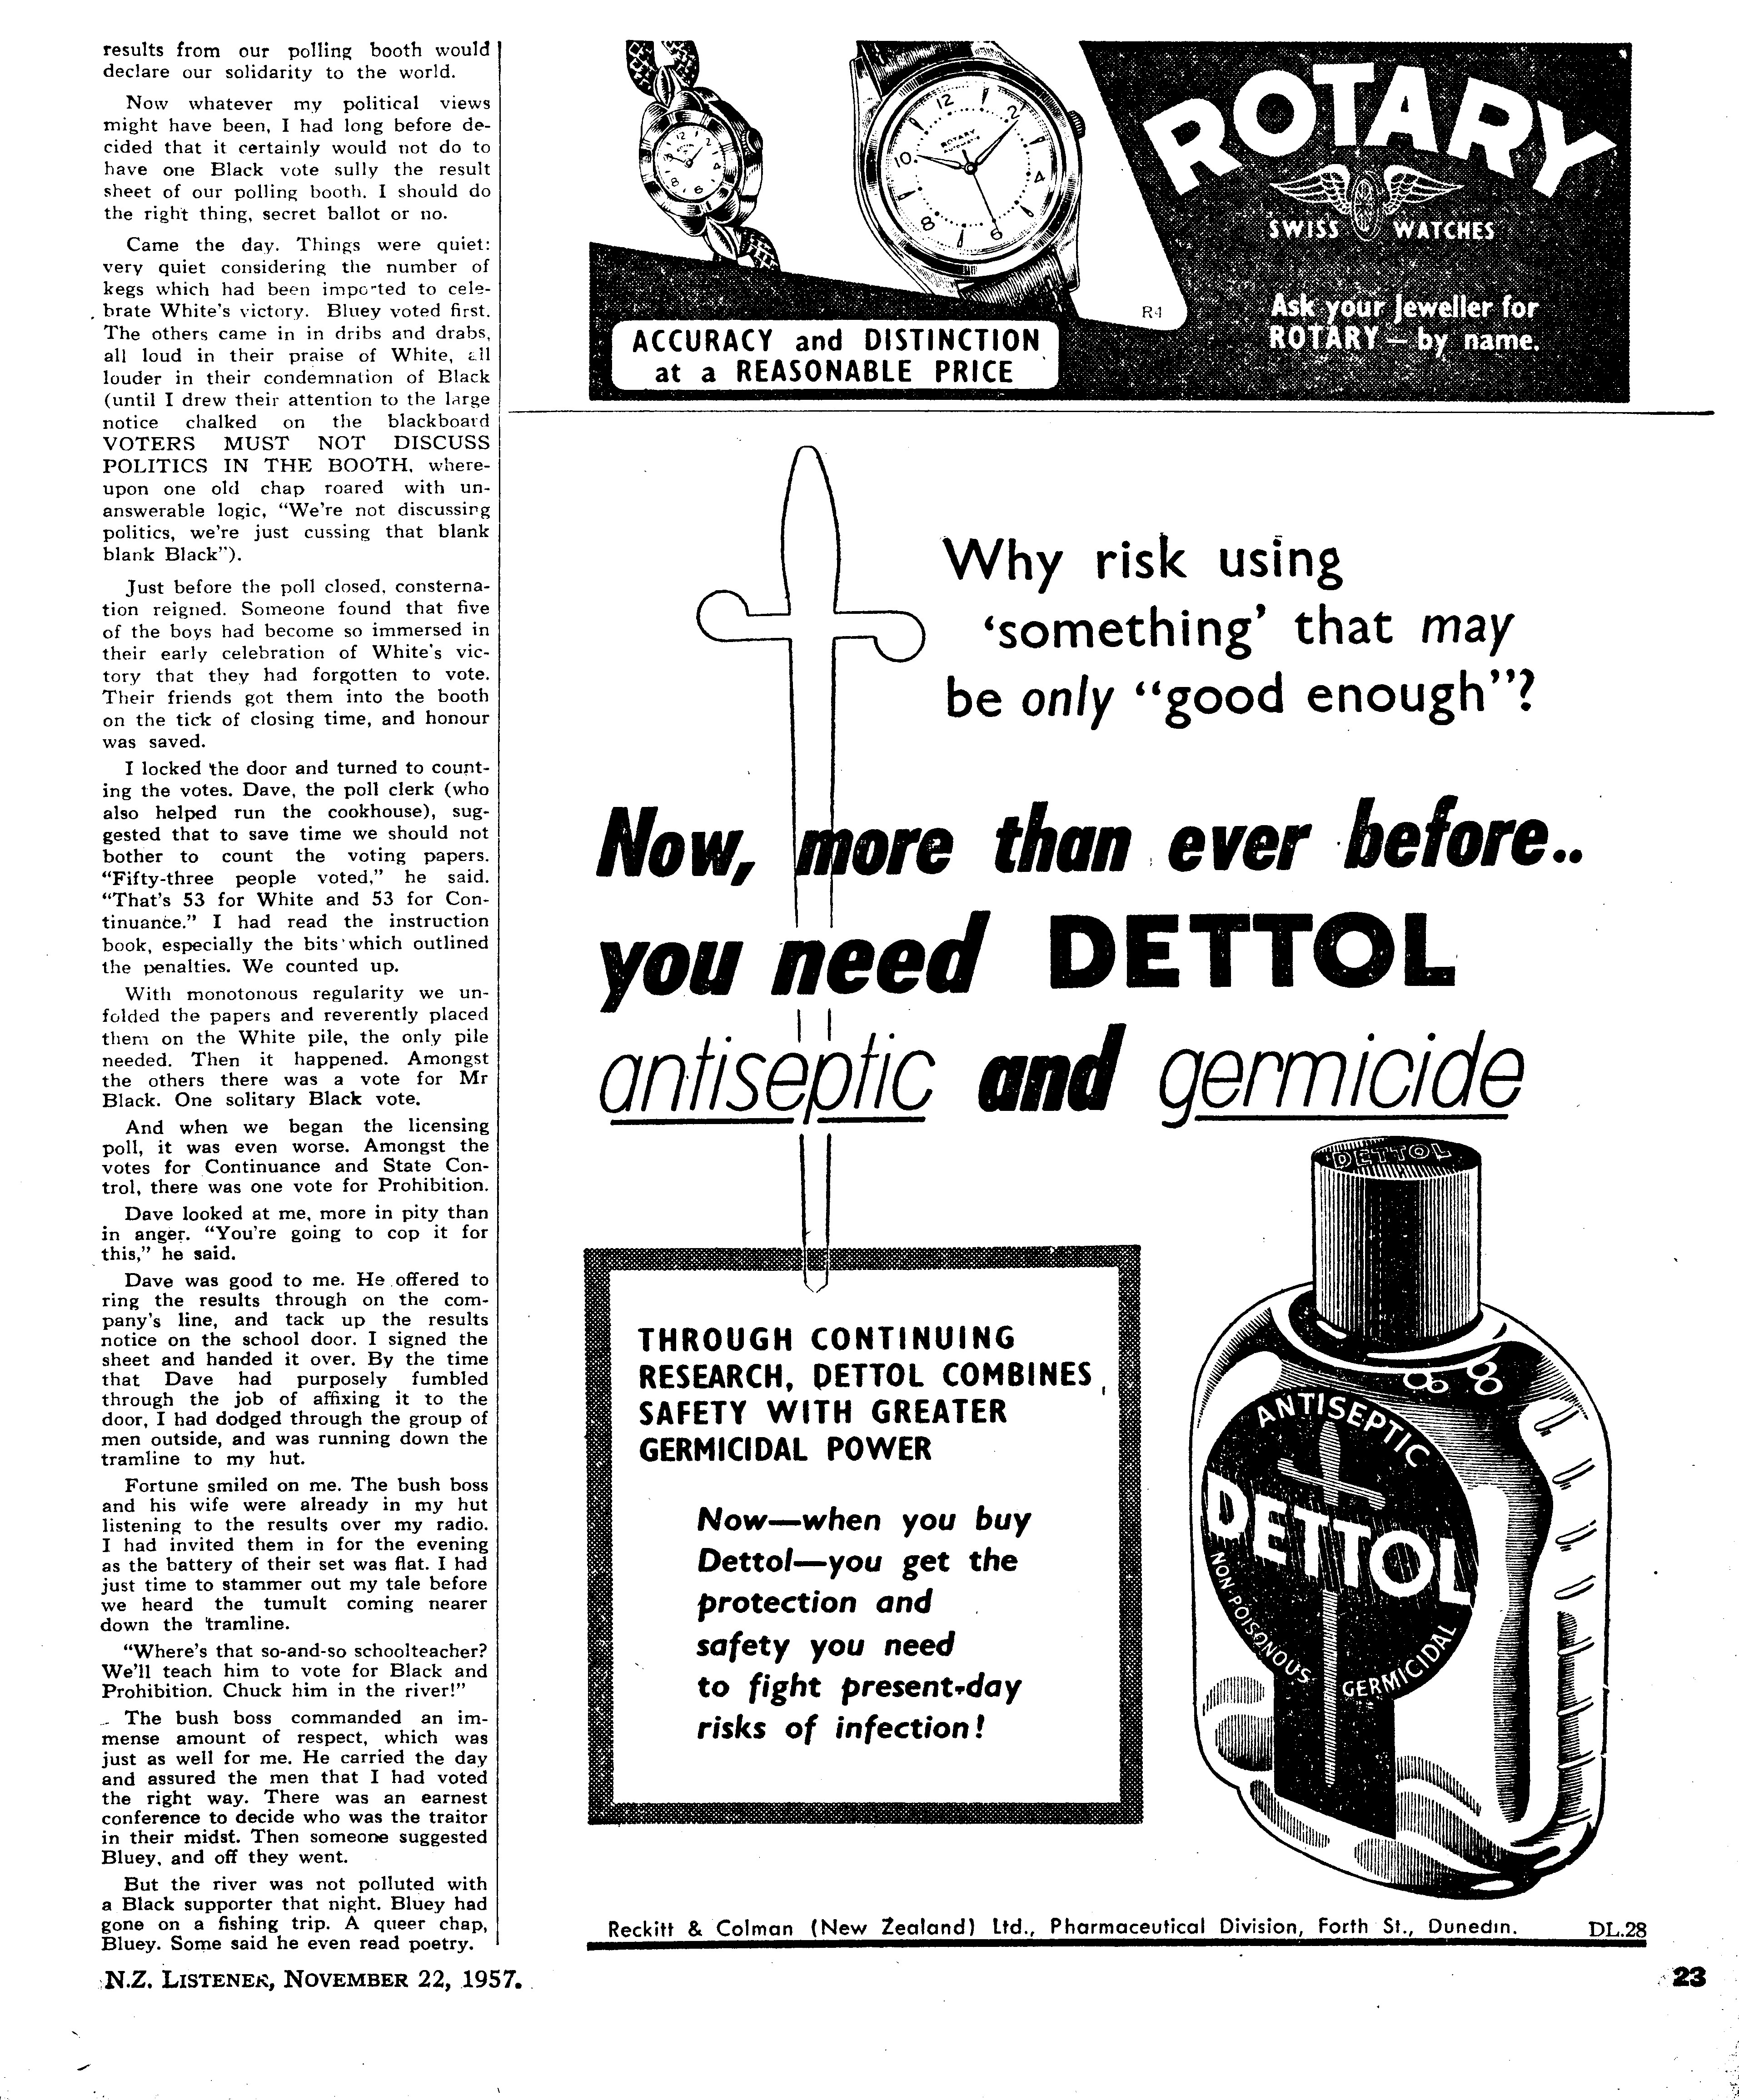 results from our polling booth would
declare our solidarity to the world.
Now whatever my political views
might have been, I had long before de-
cided that it certainly would not do to
have one Black vote sully the result
sheet of our polling booth. I should do
the right thing, secret ballot or no.
Came the day. Things were quiet:
very quiet considering the number of
kegs which had been imported to cele-
brate White's victory. Bluey voted first.
The others came in in dribs and drabs,
all loud in their praise of White, all
louder in their condemnation of Black
(until I drew their attention to the large
notice chalked on the blackboard
VOTERS MUST NOT DISCUSS
POLITICS IN THE BOOTH, where-
upon one old chap roared with un-
answerable logic, "We're not discussing
politics, we're just cussing that blank
blank Black").
Just before the poll closed, consterna-
tion reigned. Someone found that five
of the boys had become so immersed in
their early celebration of White's vic-
tory that they had forgotten to vote.
Their friends got them into the booth
on the tick of closing time, and honour
was saved.
I locked the door and turned to count-
ing the votes. Dave, the poll clerk (who
also helped run the cookhouse), sug-
gested that to save time we should not
bother to count the voting papers.
"Fifty-three people voted," he said.
"That's 53 for White and 53 for Con-
tinuance." I had read the instruction
book, especially the bits which outlined
the penalties. We counted up.
With monotonous regularity we un-
folded the papers and reverently placed
them on the White pile, the only pile
needed. Then it happened. Amongst
the others there was a vote for Mr
Black. One solitary Black vote.
And when we began the licensing
poll, it was even worse. Amongst the
votes for Continuance and State Con-
trol, there was one vote for Prohibition.
Dave looked at me, more in pity than
in anger. "You're going to cop it for
this," he said.
Dave was good to me. He offered to
ring the results through on the com-
pany's line, and tack up the results
notice on the school door. I signed the
sheet and handed it over. By the time
that Dave had purposely fumbled
through the job of affixing it to the
door, I had dodged through the group of
men outside, and was running down the
tramline to my hut.
Fortune smiled on me. The bush boss
and his wife were already in my hut
listening to the results over my radio.
I had invited them in for the evening
as the battery of their set was flat. I had
just time to stammer out my tale before
we heard the tumult coming nearer
down the tramline.
"Where's that so-and-so schoolteacher?
We'll teach him to vote for Black and
Prohibition. Chuck him in the river!"
The bush boss commanded an im-
mense amount of respect, which was
just as well for me. He carried the day
and assured the men that I had voted
the right way. There was an earnest
conference to decide who was the traitor
in their midst. Then someone suggested
Bluey, and off they went.
But the river was not polluted with
a Black supporter that night. Bluey had
gone on a fishing trip. A queer chap,
Bluey. Some said he even read poetry.
12
2
4
6
8
10
12
2
4
6
8
10
ROTARY
AUTOMATIC
R4
ROTARY
SWISS WATCHES
Ask your Jeweller for
ROTARY — by name.
ACCURACY and DISTINCTION
at a REASONABLE PRICE
Why risk using
'something' that may
be only "good enough"?
Now, more than ever before..
you need DETTOL
antiseptic and germicide
THROUGH CONTINUING
RESEARCH, DETTOL COMBINES
SAFETY WITH GREATER
GERMICIDAL POWER
Now—when you buy
Dettol—you get the
protection and
safety you need
to fight present-day
risks of infection!
DETTOL
ANTISEPTIC
DETTOL
NON-POISONOUS
GERMICIDAL
Reckitt & Colman (New Zealand) Ltd., Pharmaceutical Division, Forth St., Dunedin. DL.28
N.Z. LISTENER, NOVEMBER 22, 1957.
23